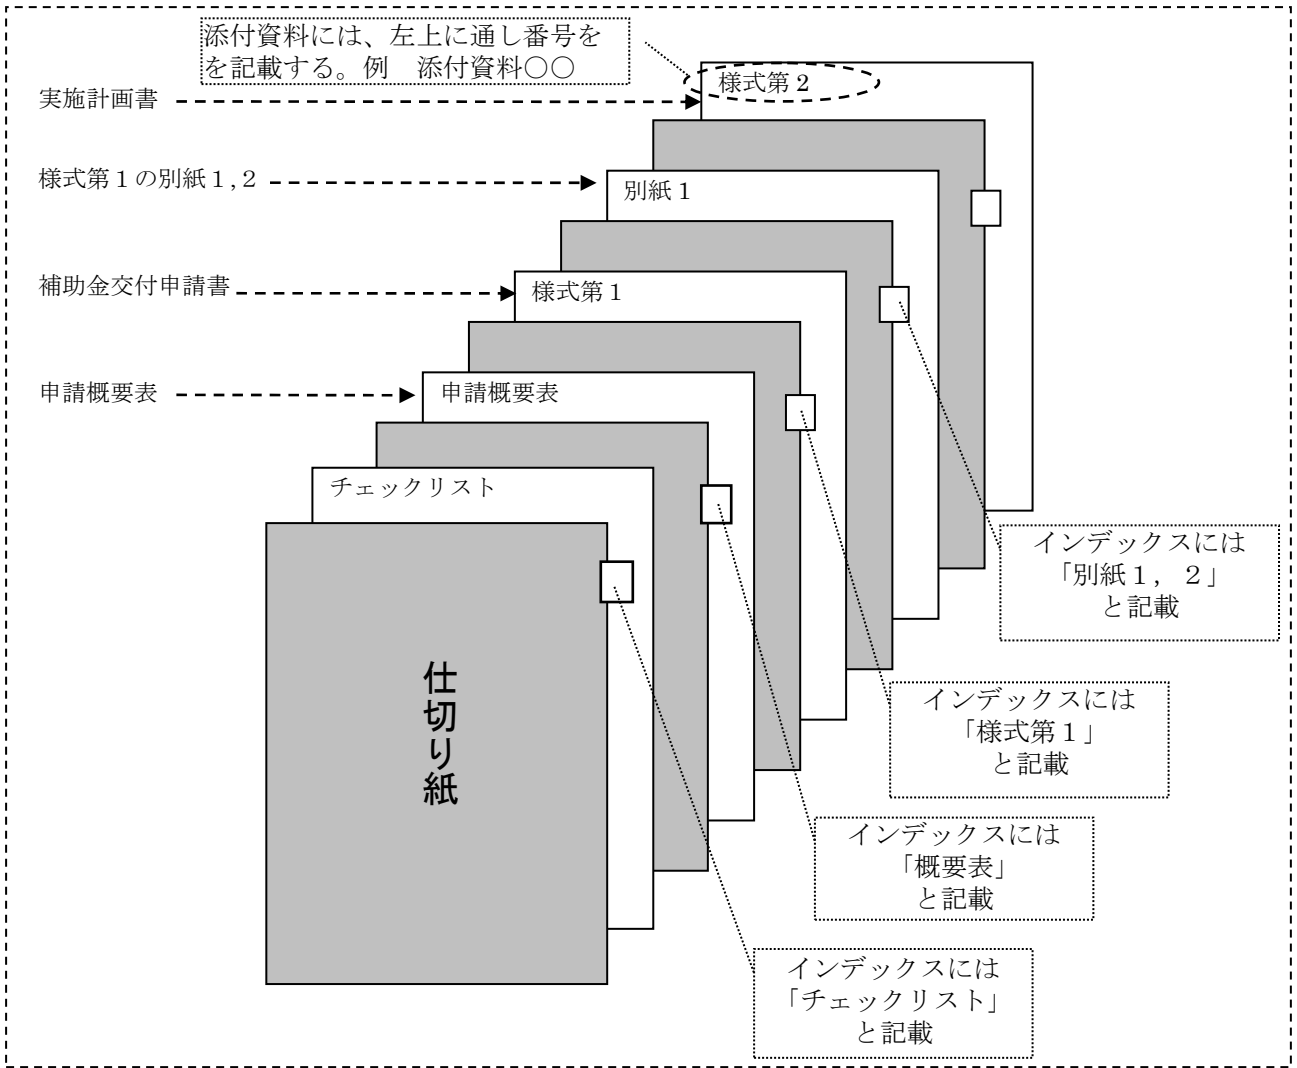 添付資料には、左上に通し番号を
を記載する。例　添付資料〇〇
様式第２
実施計画書
様式第１の別紙１,２
別紙１
補助金交付申請書
様式第１
申請概要表
申請概要表
チェックリスト
仕切り紙
インデックスには
「別紙１，２」
と記載
インデックスには
「様式第１」
と記載
インデックスには
「概要表」
と記載
インデックスには
「チェックリスト」
と記載